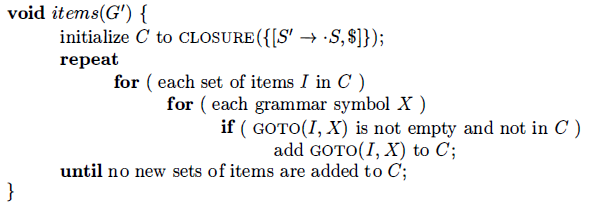 void items(G′) {
initialize C to CLOSURE({[S′ → ·S, $]});
repeat
for ( each set of items I in C )
for ( each grammar symbol X )
if ( GOTO(I, X) is not empty and not in C )
add GOTO(I, X) to C;
until no new sets of items are added to C;
}